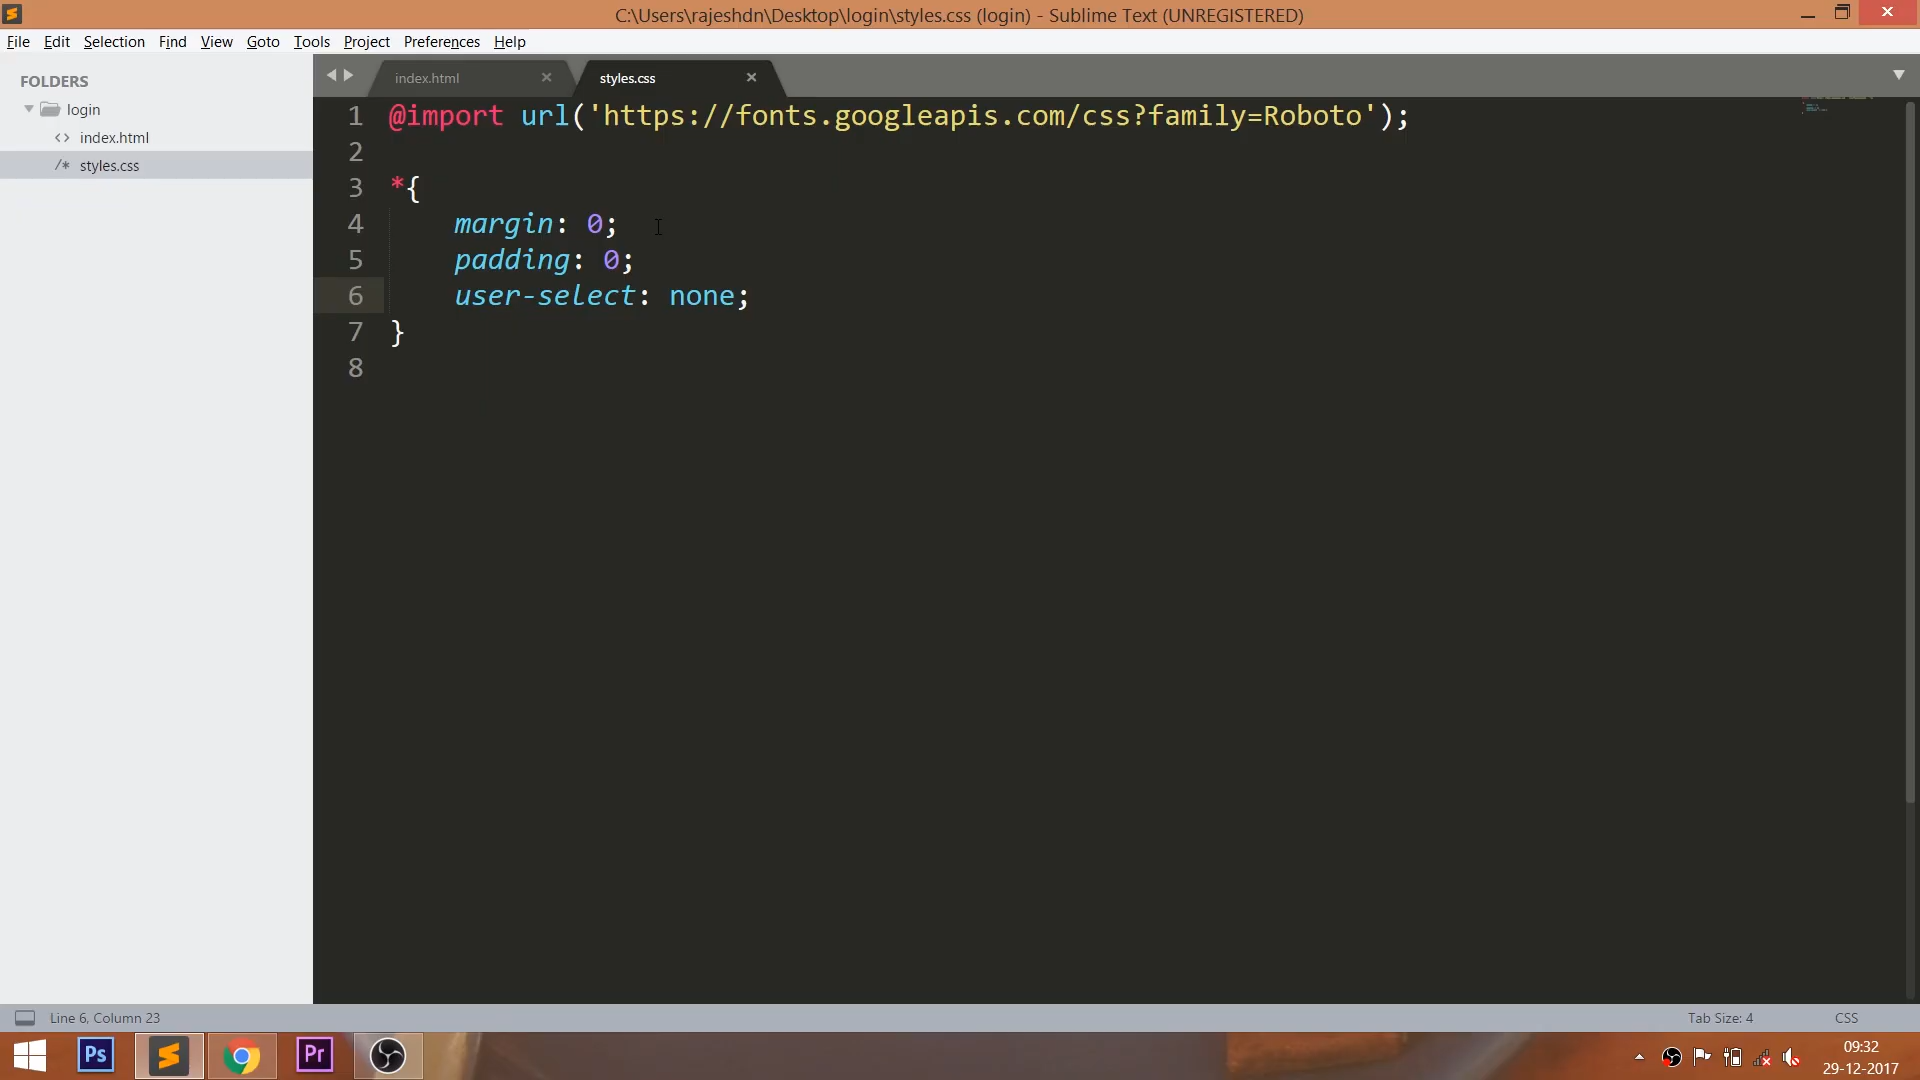 C:\Users\rajeshdn\Desktop\login\styles.css (login) - Sublime Text (UNREGISTERED)
File Edit Selection Find View Goto Tools Project Preferences Help
FOLDERS
login
<> index.html
/* styles.css
index.html
styles.css
1 @import url('https://fonts.googleapis.com/css?family=Roboto');
2
3 *{
4 margin: 0;
5 padding: 0;
6 user-select: none;
7 }
8
Line 6, Column 23
Tab Size: 4
CSS
Ps
Pr
09:32
29-12-2017